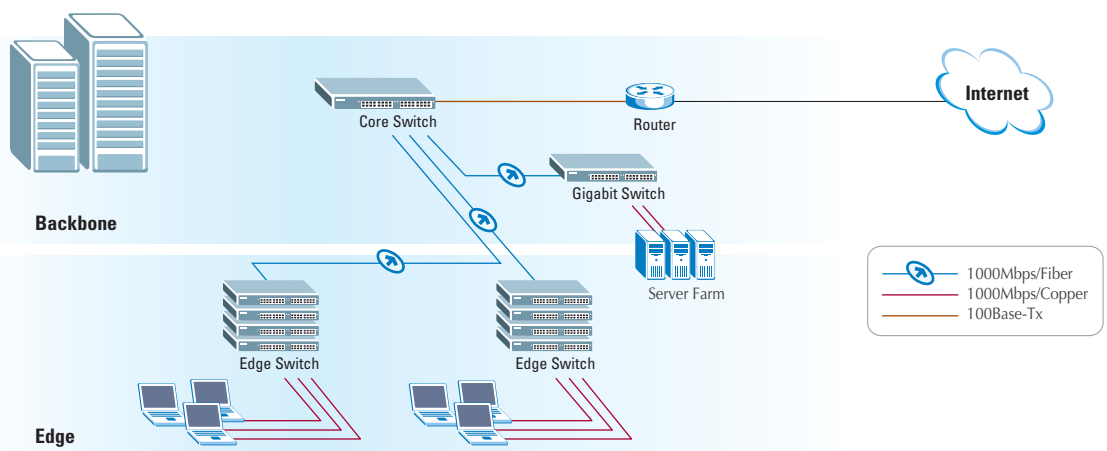 Internet
Core Switch
Router
Gigabit Switch
Backbone
Server Farm
1000Mbps/Fiber
1000Mbps/Copper
100Base-Tx
Edge Switch
Edge Switch
Edge